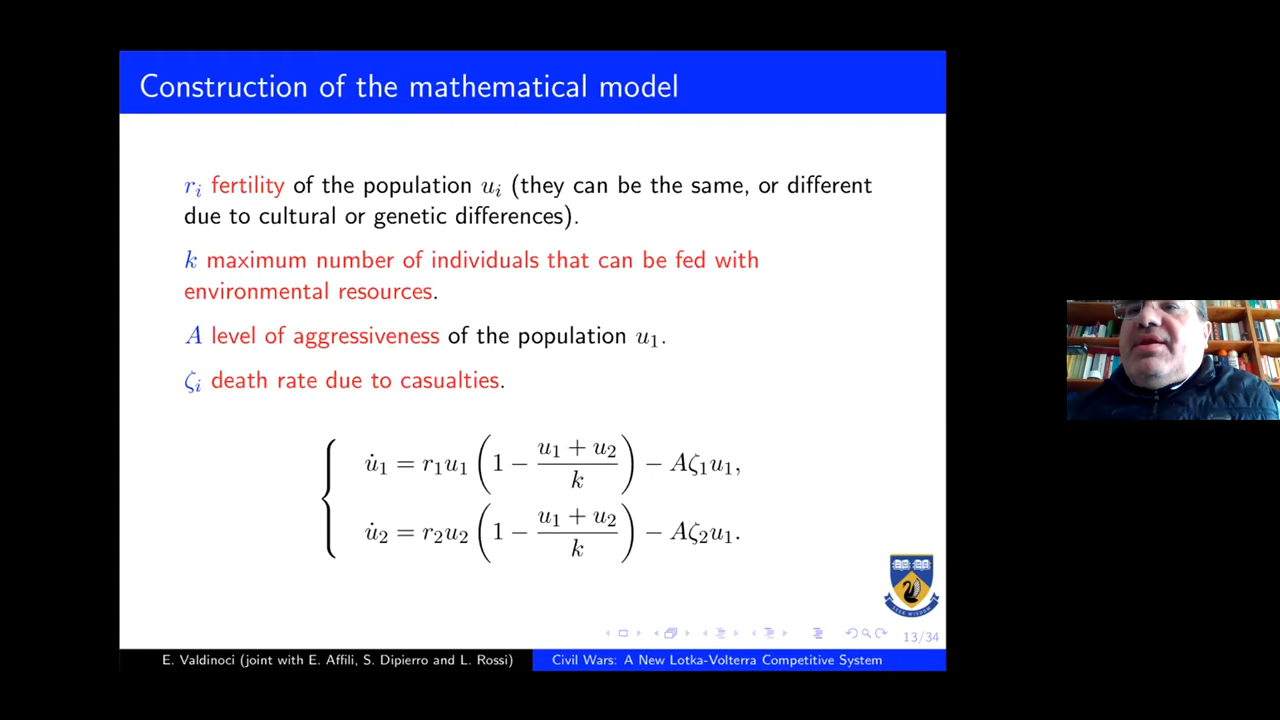 Construction of the mathematical model
rᵢ fertility of the population uᵢ (they can be the same, or different
due to cultural or genetic differences).
k maximum number of individuals that can be fed with
environmental resources.
A level of aggressiveness of the population u₁.
ζᵢ death rate due to casualties.
u̇₁ = r₁u₁ (1 − (u₁ + u₂)/k) − Aζ₁u₁,
u̇₂ = r₂u₂ (1 − (u₁ + u₂)/k) − Aζ₂u₁.
SEEK WISDOM
13/34
E. Valdinoci (joint with E. Affili, S. Dipierro and L. Rossi) Civil Wars: A New Lotka-Volterra Competitive System